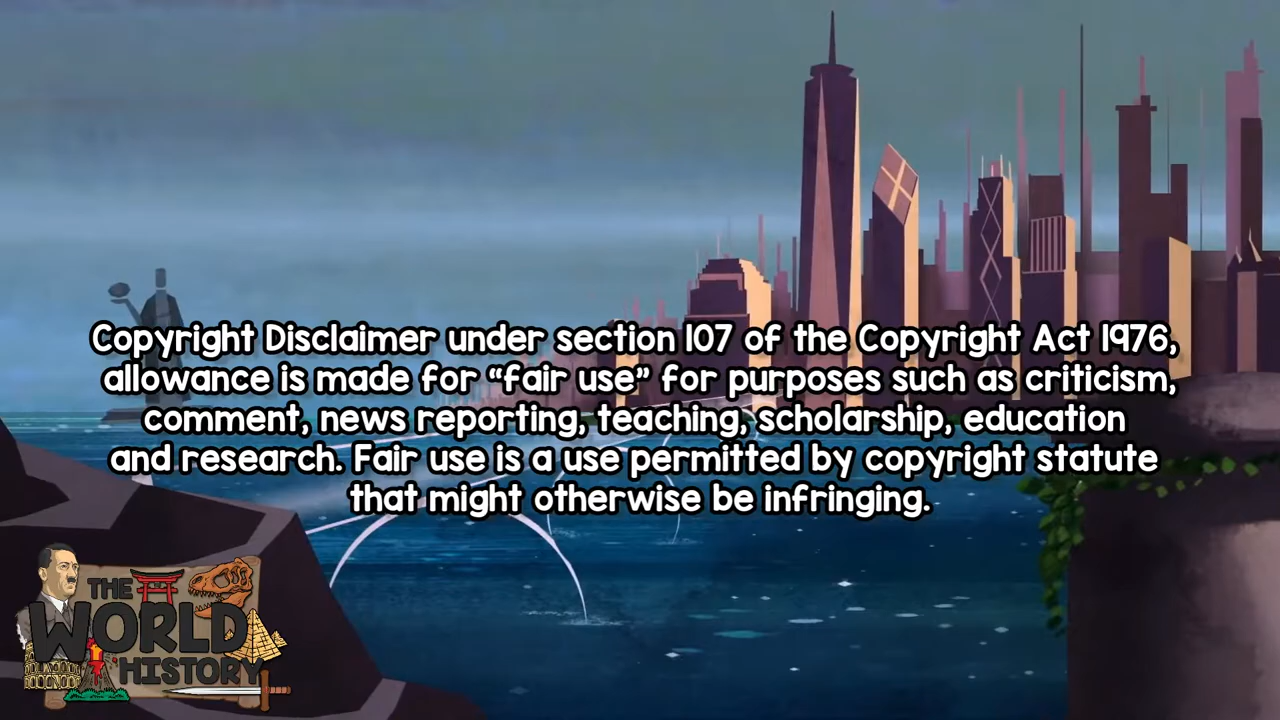 Copyright Disclaimer under section 107 of the Copyright Act 1976,
allowance is made for “fair use” for purposes such as criticism,
comment, news reporting, teaching, scholarship, education
and research. Fair use is a use permitted by copyright statute
that might otherwise be infringing.
THE
WORLD
HISTORY